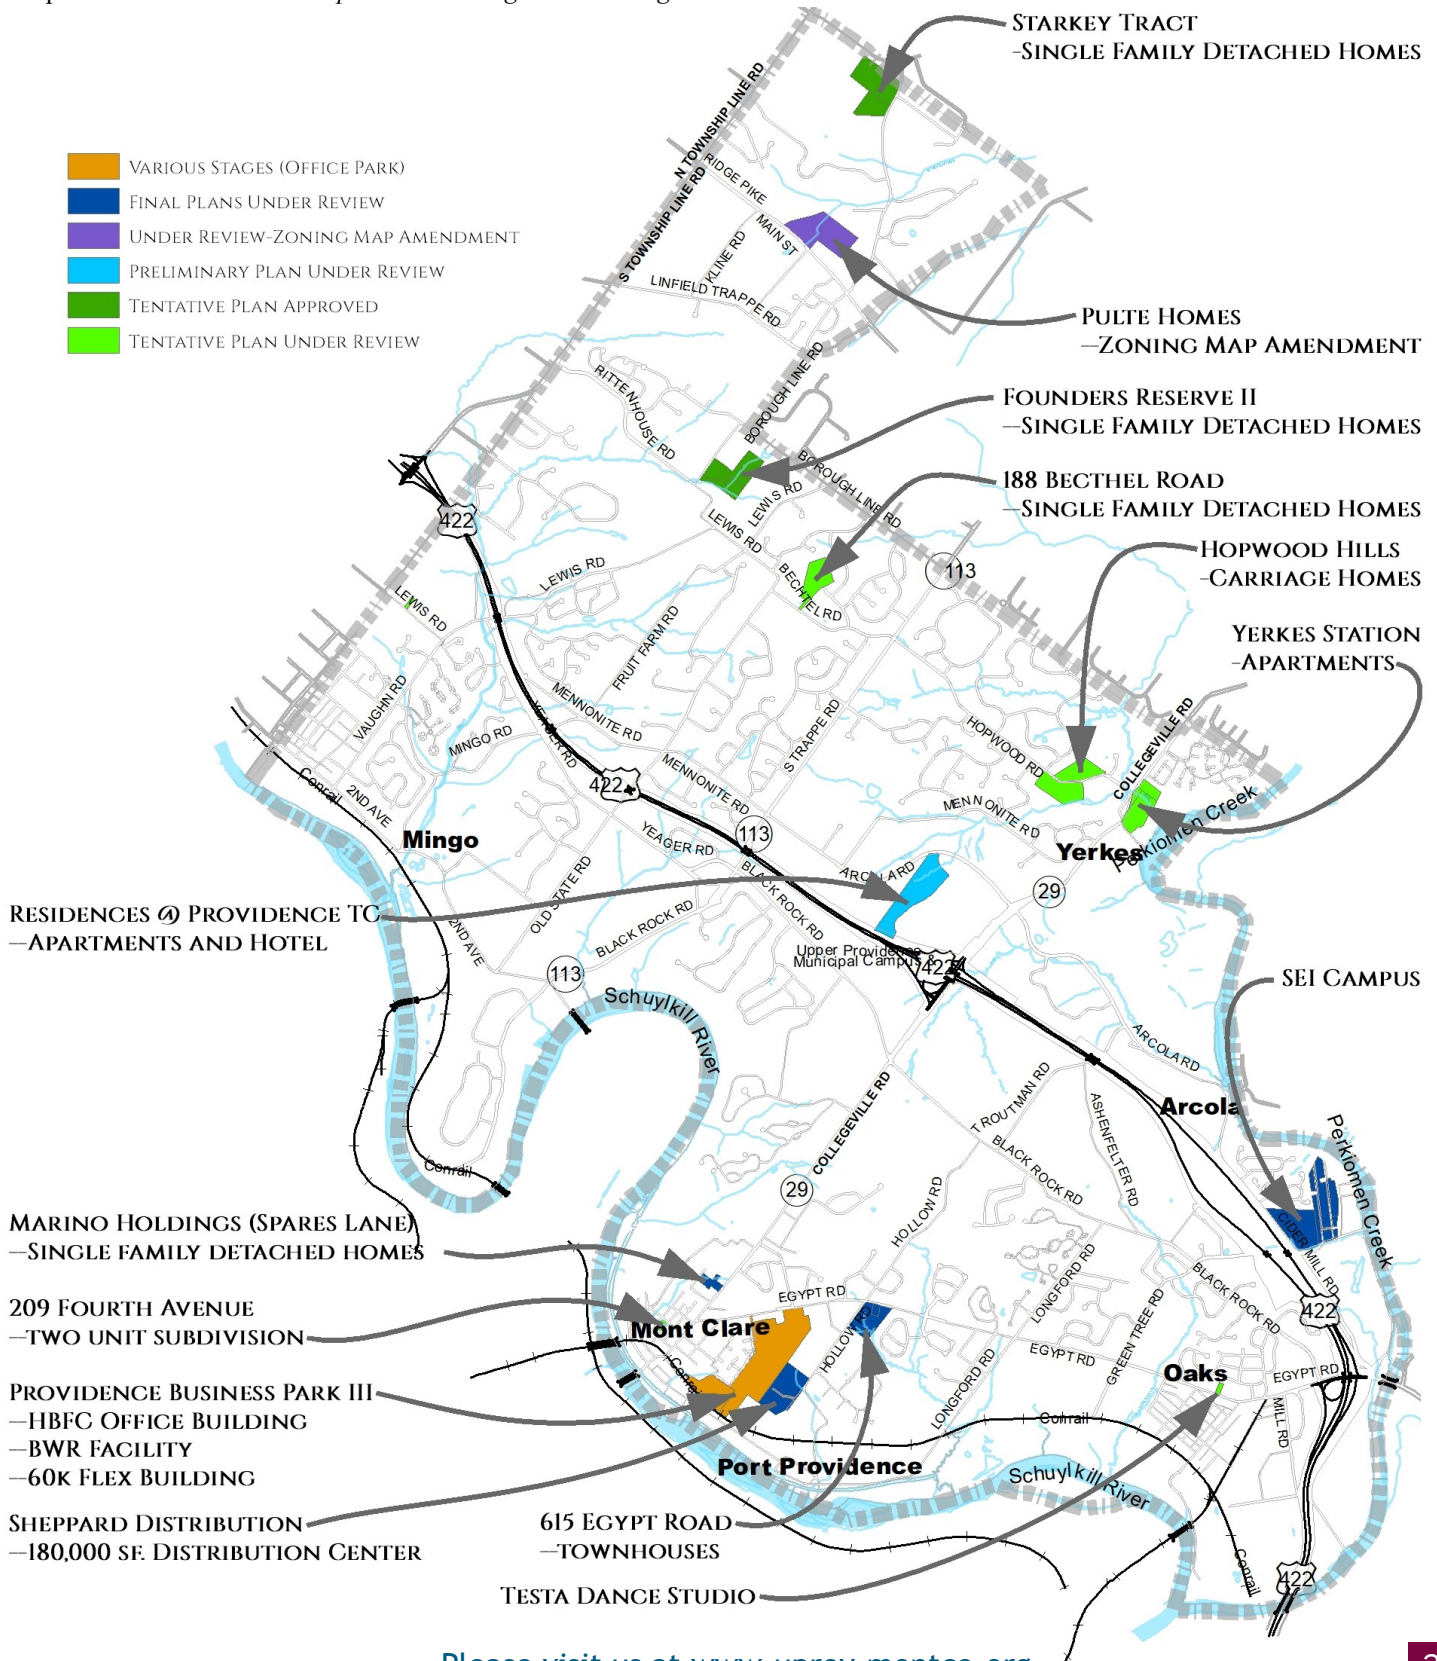 STARKEY TRACT
-SINGLE FAMILY DETACHED HOMES
VARIOUS STAGES (OFFICE PARK)
FINAL PLANS UNDER REVIEW
UNDER REVIEW-ZONING MAP AMENDMENT
PRELIMINARY PLAN UNDER REVIEW
TENTATIVE PLAN APPROVED
TENTATIVE PLAN UNDER REVIEW
N TOWNSHIP LINE RD
S TOWNSHIP LINE RD
RIDGE PIKE
MAIN ST
KLINE RD
LINFIELD TRAPPE RD
PULTE HOMES
—ZONING MAP AMENDMENT
BOROUGH LINE RD
RITTENHOUSE RD
FOUNDERS RESERVE II
—SINGLE FAMILY DETACHED HOMES
BOROUGH LINE RD
188 BECTHEL ROAD
—SINGLE FAMILY DETACHED HOMES
LEWIS RD
LEWIS RD
422
HOPWOOD HILLS
-CARRIAGE HOMES
113
BECHTEL RD
LEWIS RD
LEWIS RD
YERKES STATION
-APARTMENTS
FRUIT FARM RD
VAUGHN RD
MENNONITE RD
MINGO RD
YEAGER RD
S TRAPPE RD
HOPWOOD RD
COLLEGEVILLE RD
MENNONITE RD
422
Conrail
2ND AVE
MENNONITE RD
Perkiomen Creek
Mingo
YEAGER RD
113
Yerkes
ARCOLA RD
29
BLACK ROCK RD
OLD STATE RD
BLACK ROCK RD
2ND AVE
RESIDENCES @ PROVIDENCE TC
—APARTMENTS AND HOTEL
Upper Providence
Municipal Campus &
422
113
Schuylkill River
SEI CAMPUS
ARCOLA RD
TROUTMAN RD
COLLEGEVILLE RD
ASHENFELTER RD
Arcola
BLACK ROCK RD
Perkiomen Creek
Conrail
29
HOLLOW RD
MARINO HOLDINGS (SPARES LANE)
—SINGLE FAMILY DETACHED HOMES
CIDER MILL RD
LONGFORD RD
BLACK ROCK RD
422
EGYPT RD
209 FOURTH AVENUE
—TWO UNIT SUBDIVISION
Mont Clare
HOLLOW RD
GREEN TREE RD
EGYPT RD
Oaks
EGYPT RD
Conrail
LONGFORD RD
MILL RD
PROVIDENCE BUSINESS PARK III
—HBFC OFFICE BUILDING
—BWR FACILITY
—60K FLEX BUILDING
Conrail
Port Providence
Schuylkill River
SHEPPARD DISTRIBUTION
—180,000 SF. DISTRIBUTION CENTER
615 EGYPT ROAD
—TOWNHOUSES
TESTA DANCE STUDIO
Conrail
422